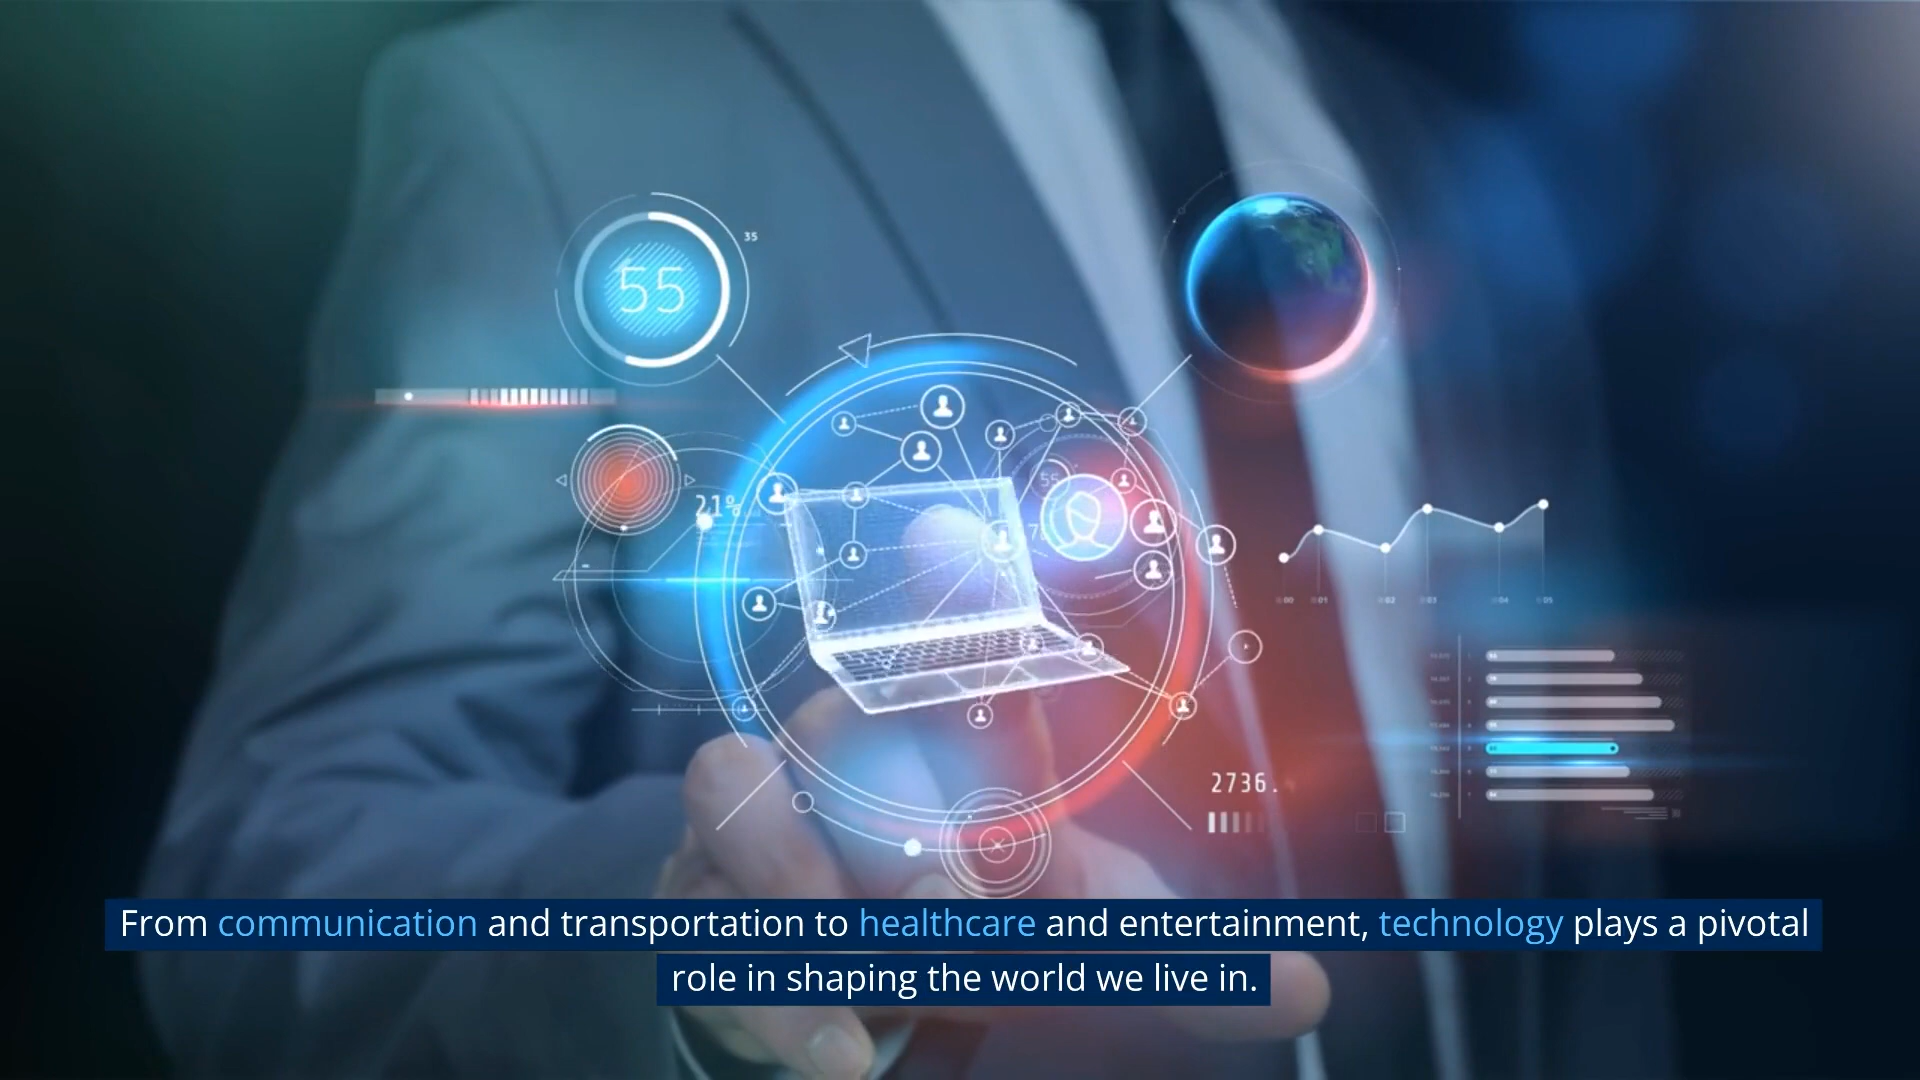 35
55
55
21%
2736.
From communication and transportation to healthcare and entertainment, technology plays a pivotal
role in shaping the world we live in.